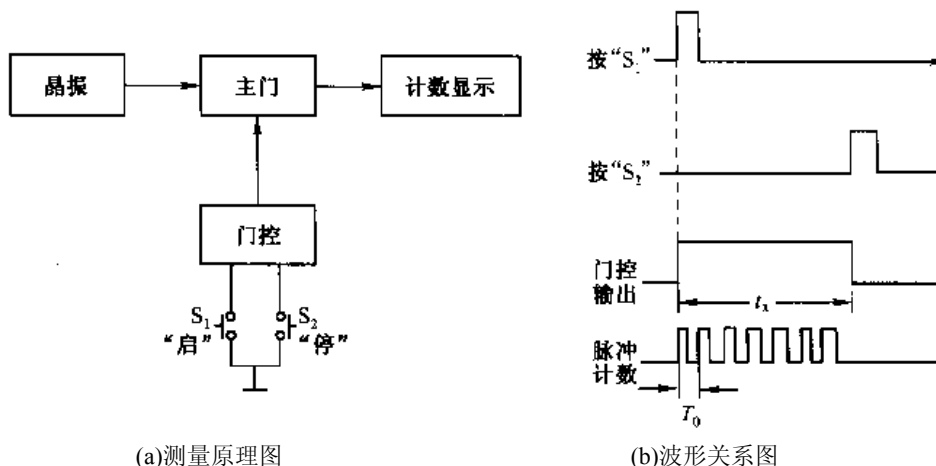 晶振
主门
计数显示
门控
S₁
“启”
S₂
“停”
(a)测量原理图
按“S₁”
按“S₂”
门控
输出
tₓ
脉冲
计数
T₀
(b)波形关系图